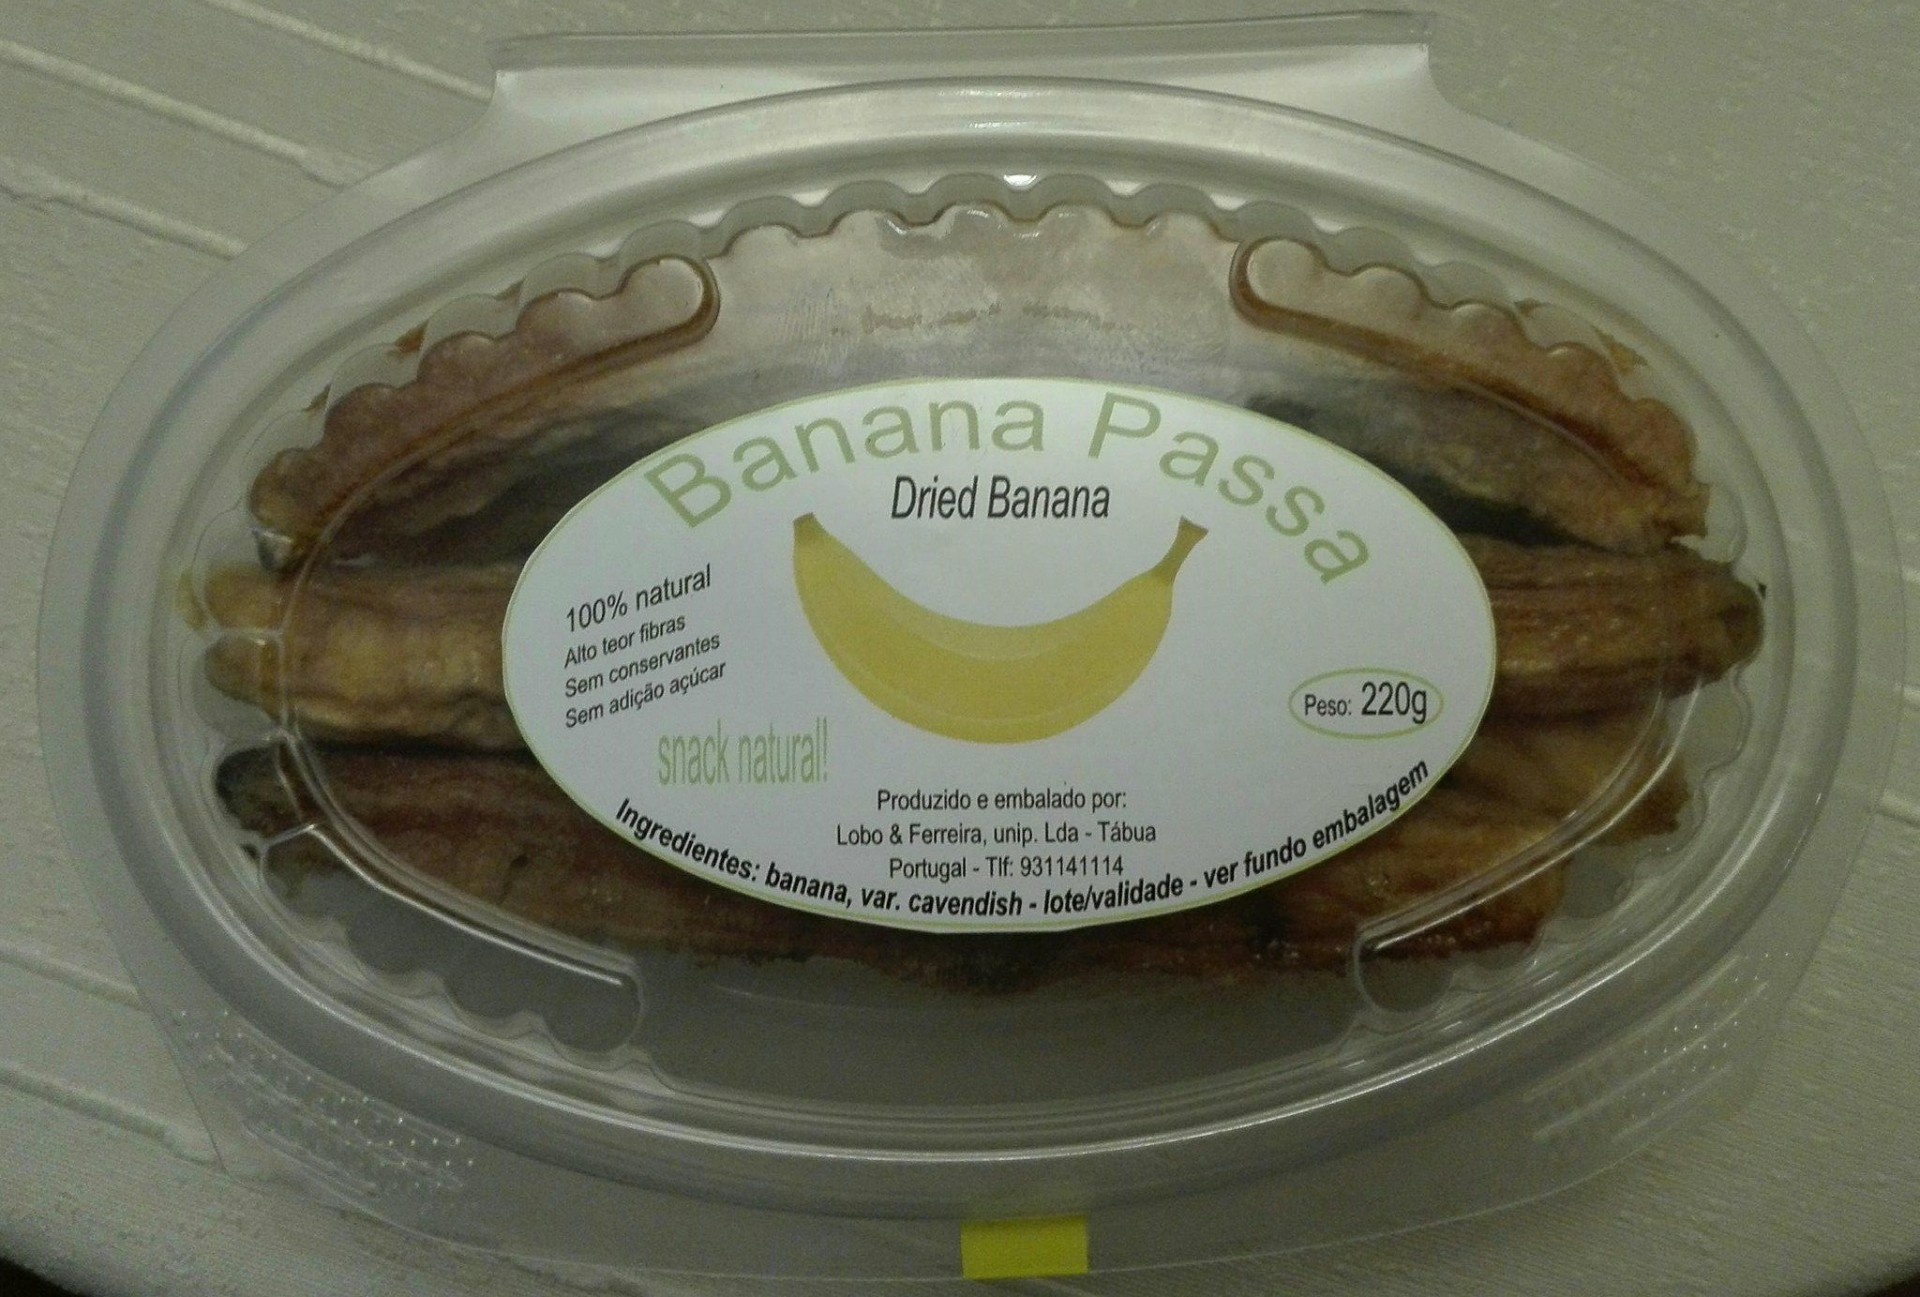 Banana Passa
Dried Banana
100% natural
Alto teor fibras
Sem conservantes
Sem adição açúcar
snack natural!
Peso: 220g
Produzido e embalado por:
Lobo & Ferreira, unip. Lda - Tábua
Portugal - Tlf: 931141114
Ingredientes: banana, var. cavendish - lote/validade - ver fundo embalagem